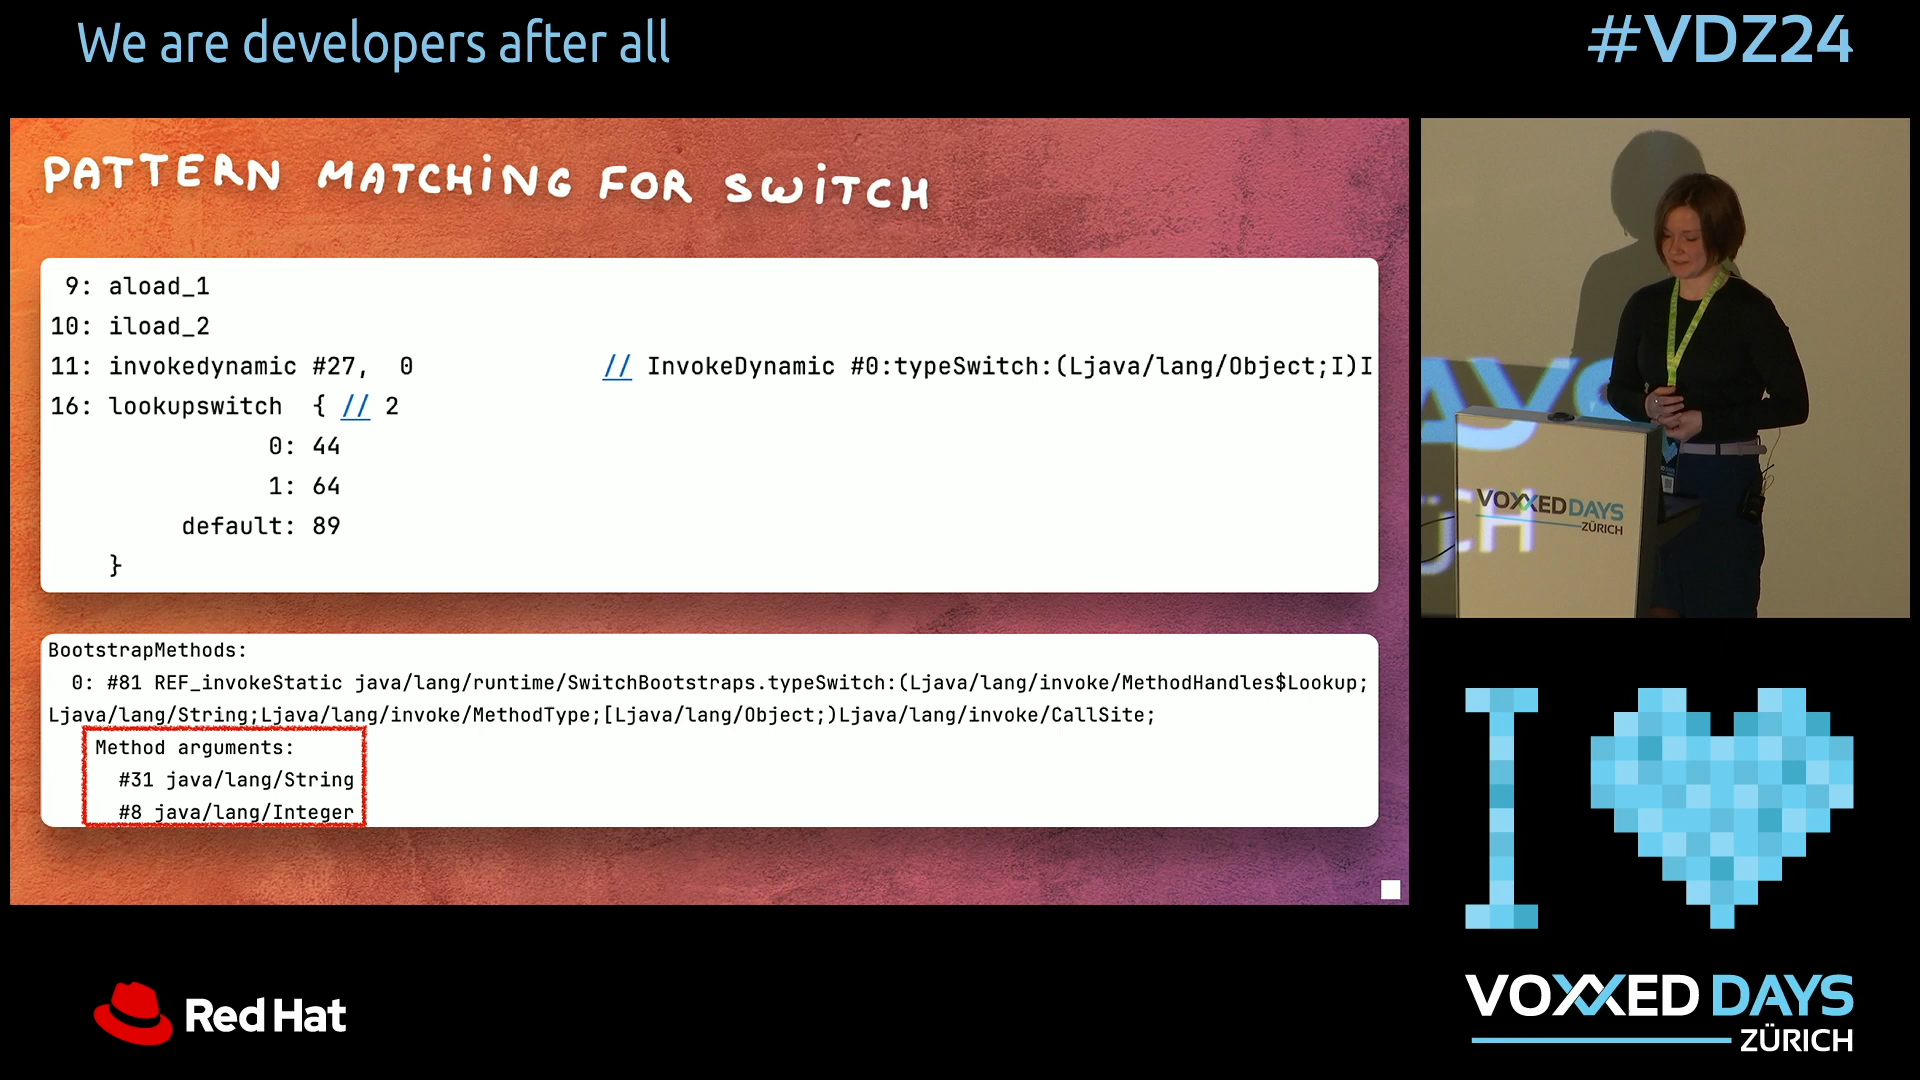 We are developers after all
#VDZ24
PATTERN MATCHING FOR SWITCH
9: aload_1
10: iload_2
11: invokedynamic #27, 0 // InvokeDynamic #0:typeSwitch:(Ljava/lang/Object;I)I
16: lookupswitch { // 2
0: 44
1: 64
default: 89
}
BootstrapMethods:
0: #81 REF_invokeStatic java/lang/runtime/SwitchBootstraps.typeSwitch:(Ljava/lang/invoke/MethodHandles$Lookup;
Ljava/lang/String;Ljava/lang/invoke/MethodType;[Ljava/lang/Object;)Ljava/lang/invoke/CallSite;
Method arguments:
#31 java/lang/String
#8 java/lang/Integer
VOXXED DAYS
ZÜRICH
I
Red Hat
VOXXED DAYS
ZÜRICH